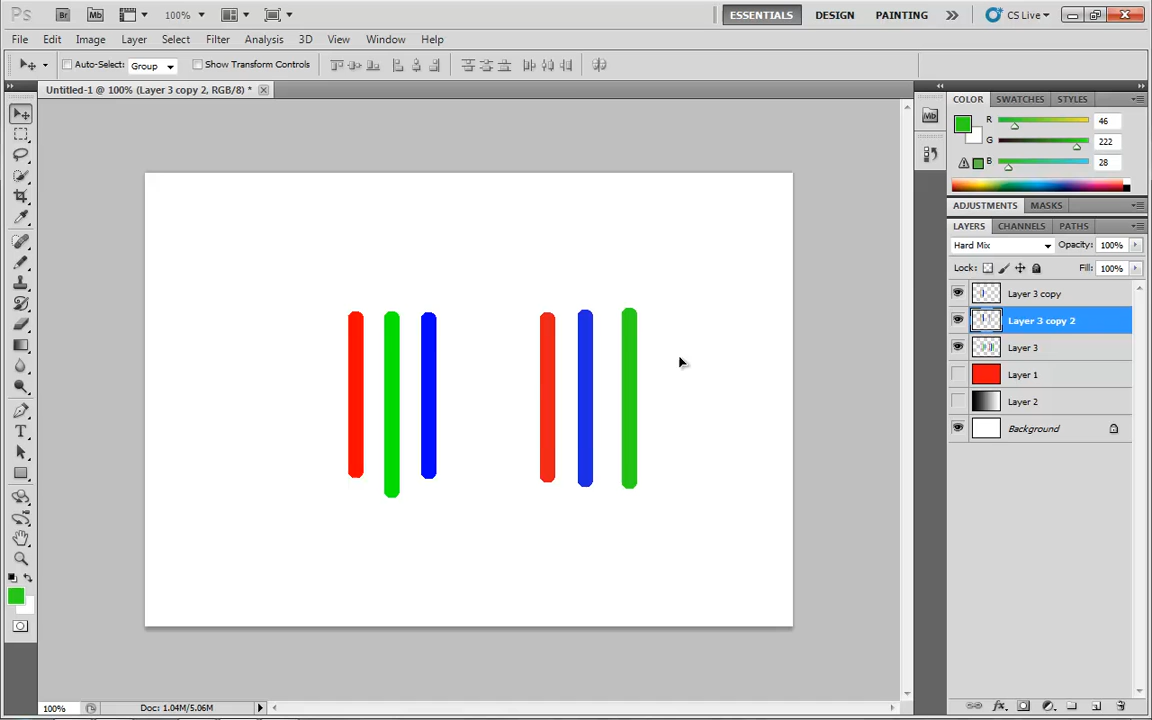 Ps Br Mb 100% ESSENTIALS DESIGN PAINTING CS Live
File Edit Image Layer Select Filter Analysis 3D View Window Help
Auto-Select: Group Show Transform Controls
Untitled-1 @ 100% (Layer 3 copy 2, RGB/8) *
Mb
COLOR SWATCHES STYLES
R 46
G 222
B 28
ADJUSTMENTS MASKS
LAYERS CHANNELS PATHS
Hard Mix Opacity: 100%
Lock: Fill: 100%
Layer 3 copy
Layer 3 copy 2
Layer 3
Layer 1
Layer 2
Background
T
100% Doc: 1.04M/5.06M
fx